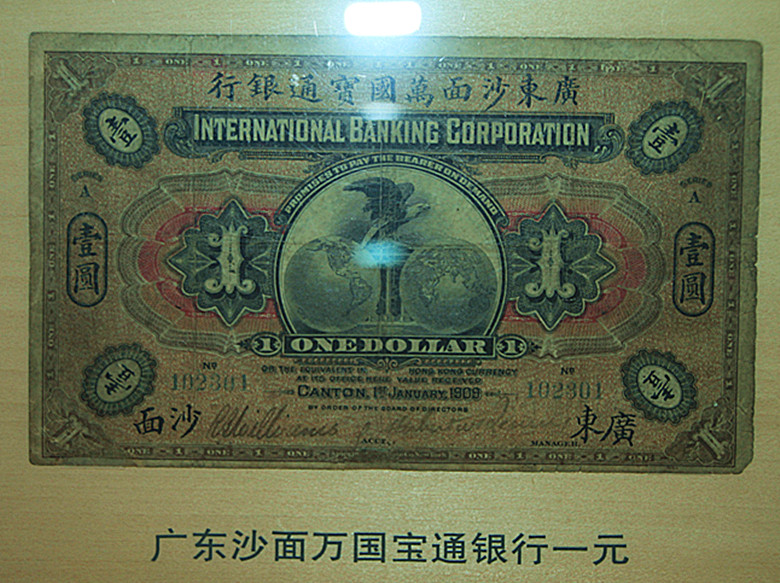 行銀通寶國萬面沙東廣
INTERNATIONAL BANKING CORPORATION
PROMISES TO PAY THE BEARER ON DEMAND
SERIES A
SERIES A
壹圓
壹圓
1
1
1 ONE DOLLAR 1
No 102301
No 102301
OR THE EQUIVALENT IN HONG KONG CURRENCY
AT ITS OFFICE HERE VALUE RECEIVED
CANTON, 1ST JANUARY, 1909
BY ORDER OF THE BOARD OF DIRECTORS
面沙
東廣
ACCT.
MANAGER
广东沙面万国宝通银行一元